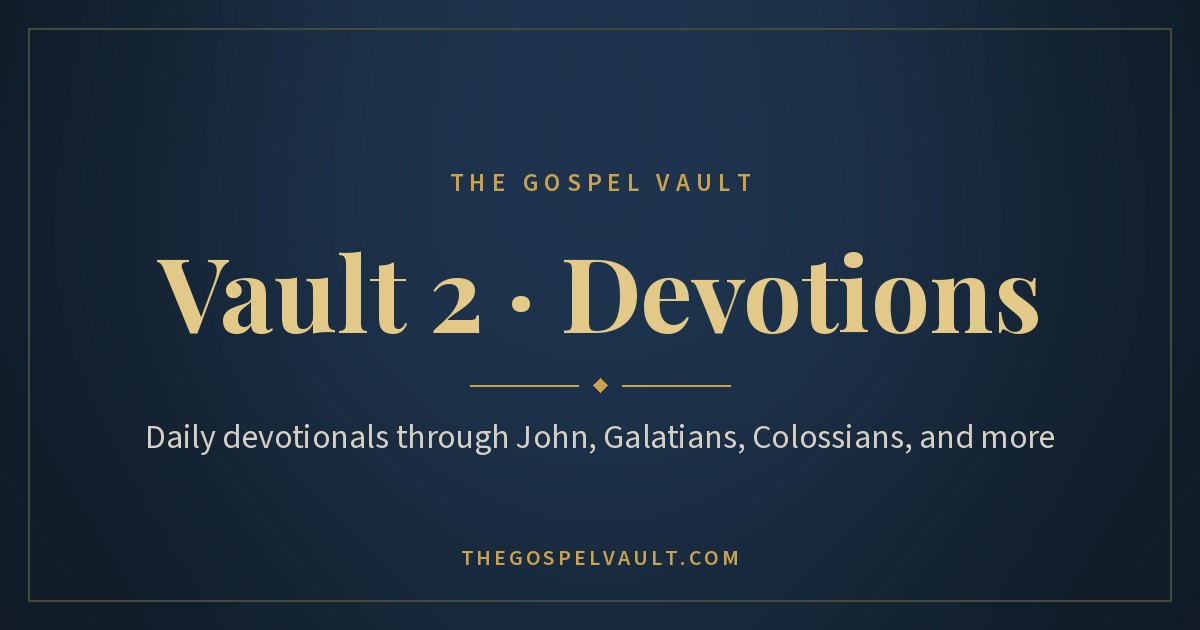 THE GOSPEL VAULT
Vault 2 · Devotions
Daily devotionals through John, Galatians, Colossians, and more
THEGOSPELVAULT.COM